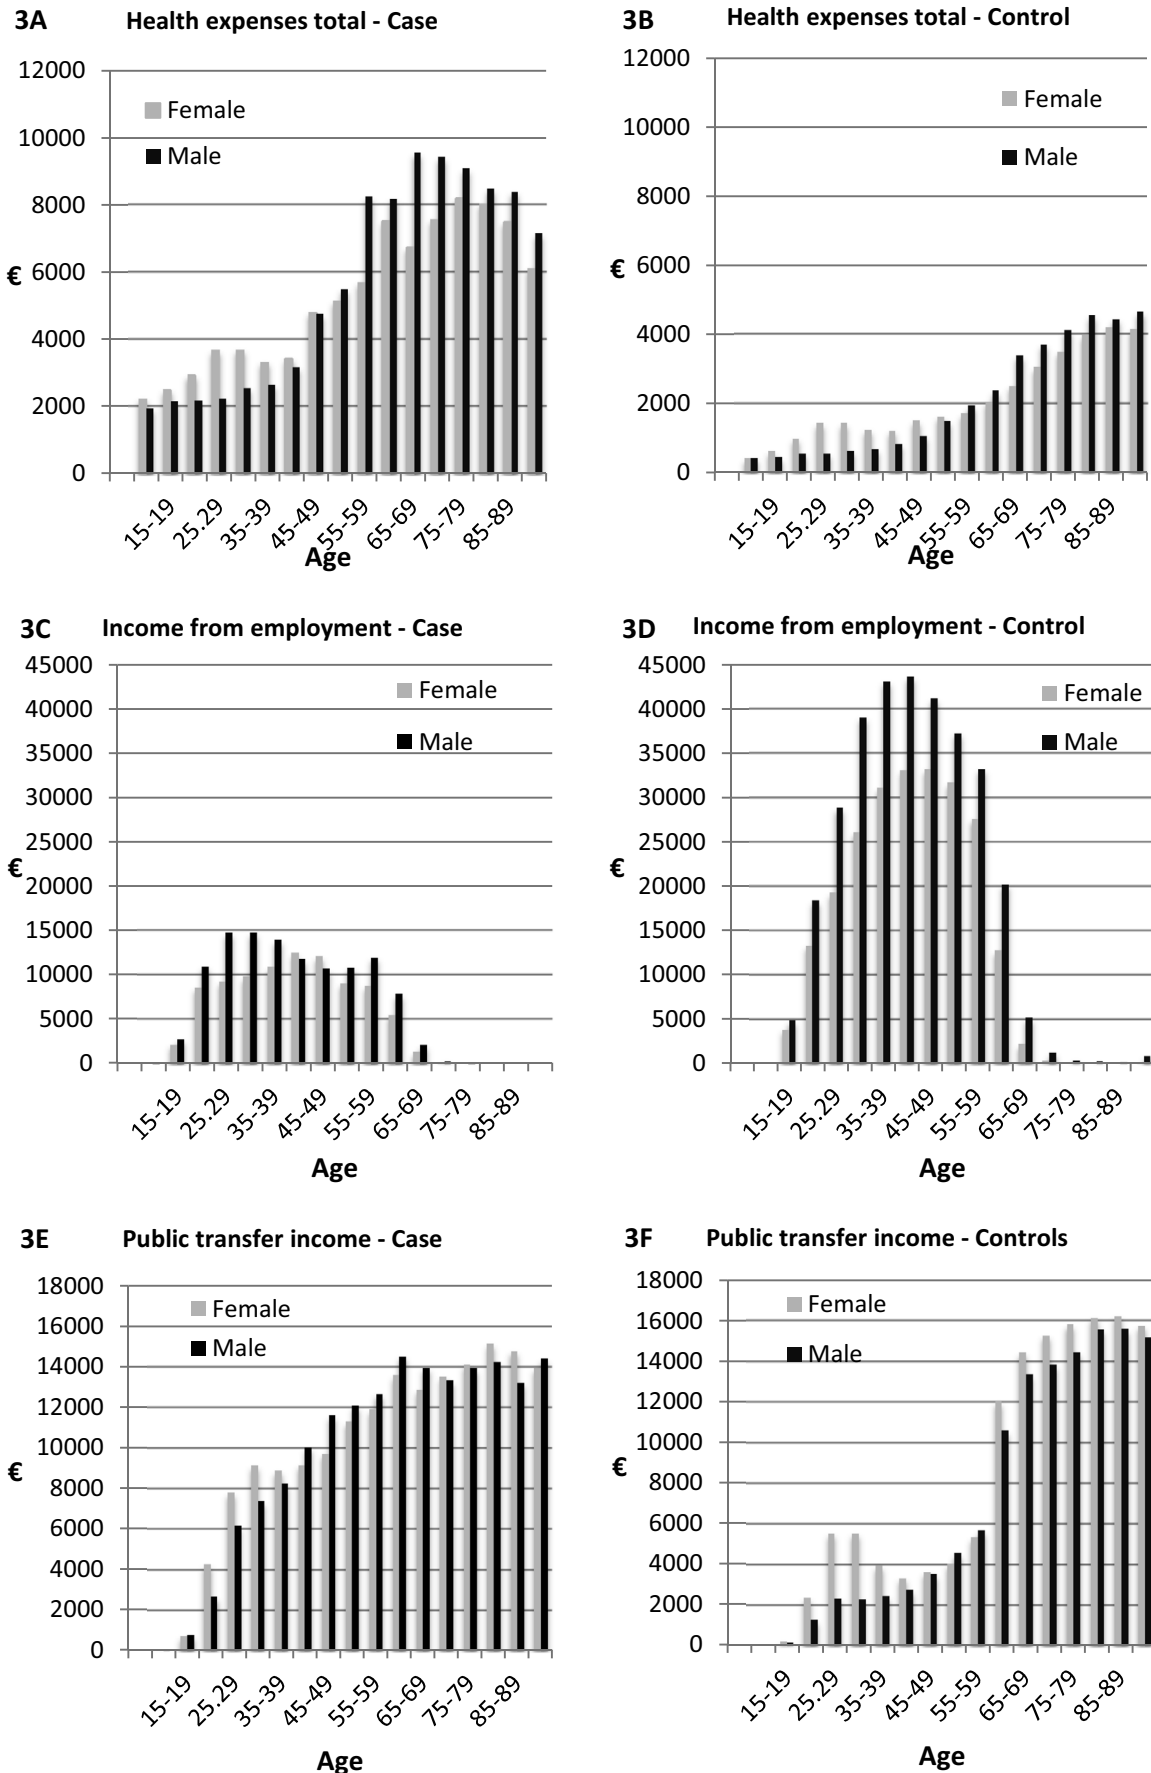 3A Health expenses total - Case
12000
10000
8000
6000
4000
2000
0
€
Female
Male
15-19 25.29 35-39 45-49 55-59 65-69 75-79 85-89
Age
3B Health expenses total - Control
12000
10000
8000
6000
4000
2000
0
€
Female
Male
15-19 25.29 35-39 45-49 55-59 65-69 75-79 85-89
Age
3C Income from employment - Case
45000
40000
35000
30000
25000
20000
15000
10000
5000
0
€
Female
Male
15-19 25.29 35-39 45-49 55-59 65-69 75-79 85-89
Age
3D Income from employment - Control
45000
40000
35000
30000
25000
20000
15000
10000
5000
0
€
Female
Male
15-19 25.29 35-39 45-49 55-59 65-69 75-79 85-89
Age
3E Public transfer income - Case
18000
16000
14000
12000
10000
8000
6000
4000
2000
0
€
Female
Male
15-19 25.29 35-39 45-49 55-59 65-69 75-79 85-89
Age
3F Public transfer income - Controls
18000
16000
14000
12000
10000
8000
6000
4000
2000
0
€
Female
Male
15-19 25.29 35-39 45-49 55-59 65-69 75-79 85-89
Age